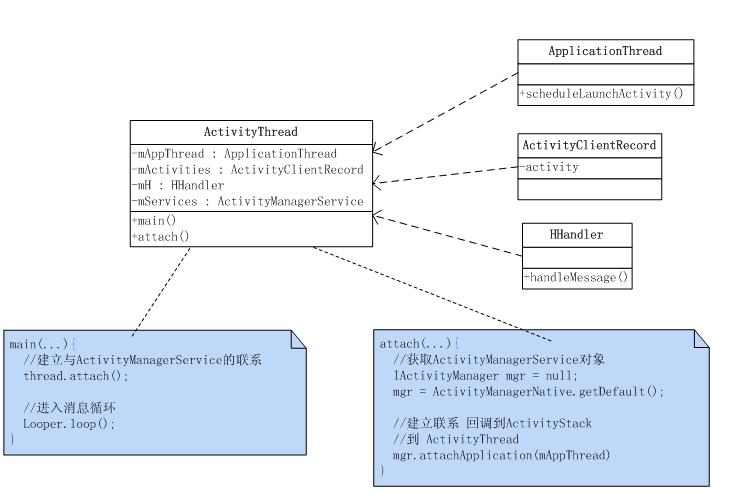 ApplicationThread
+scheduleLaunchActivity()
ActivityThread
-mAppThread : ApplicationThread
-mActivities : ActivityClientRecord
-mH : HHandler
-mServices : ActivityManagerService
+main()
+attach()
ActivityClientRecord
-activity
HHandler
+handleMessage()
main(...){
//建立与ActivityManagerService的联系
thread.attach();
//进入消息循环
Looper.loop();
}
attach(...){
//获取ActivityManagerService对象
IActivityManager mgr = null;
mgr = ActivityManagerNative.getDefault();
//建立联系 回调到ActivityStack
//到 ActivityThread
mgr.attachApplication(mAppThread)
}